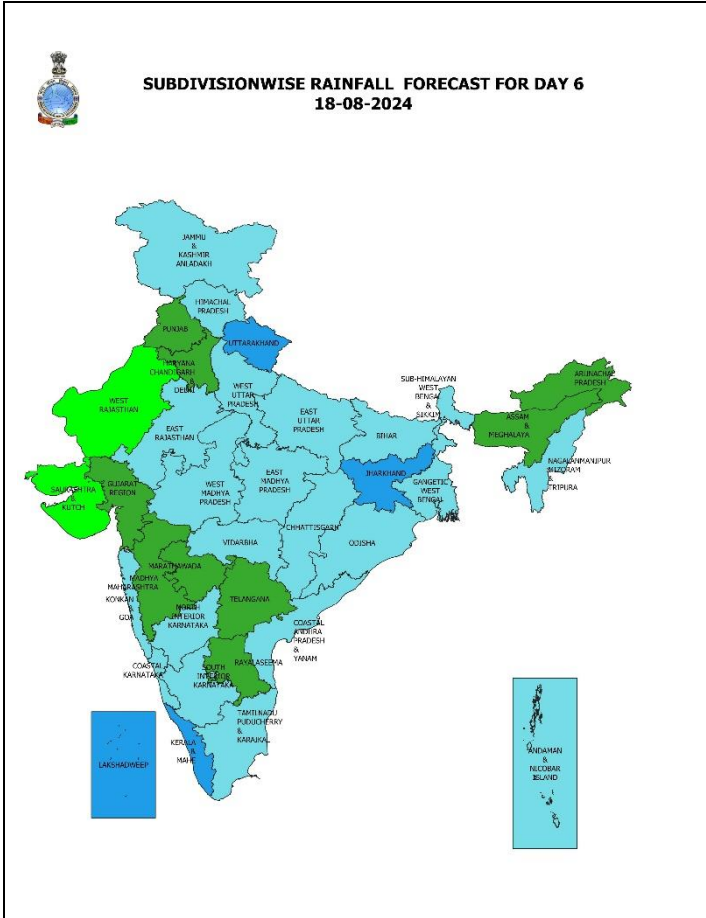 SUBDIVISIONWISE RAINFALL FORECAST FOR DAY 6
18-08-2024
JAMMU
&
KASHMIR
ANLADAKH
HIMACHAL
PRADESH
PUNJAB
UTTARAKHAND
HARYANA
CHANDIGARH
&
DELHI
WEST
UTTAR
PRADESH
WEST
RAJASTHAN
EAST
RAJASTHAN
EAST
UTTAR
PRADESH
SUB-HIMALAYAN
WEST
BENGAL
&
SIKKIM
ARUNACHAL
PRADESH
ASSAM
&
MEGHALAYA
NAGALANMANIPUR
MIZORAM
&
TRIPURA
BIHAR
JHARKHAND
GANGETIC
WEST
BENGAL
SAURASHTRA
&
KUTCH
GUJARAT
REGION
WEST
MADHYA
PRADESH
EAST
MADHYA
PRADESH
CHHATTISGARH
ODISHA
VIDARBHA
MARATHAWADA
MADHYA
MAHARASHTRA
KONKAN
GOA
TELANGANA
NORTH
INTERIOR
KARNATAKA
COASTAL
ANDHRA
PRADESH
&
YANAM
COASTAL
KARNATAKA
SOUTH
INTERIOR
KARNATAKA
RAYALASEEMA
TAMILNADU
PUDUCHERRY
&
KARAIKAL
KERALA
&
MAHE
LAKSHADWEEP
ANDAMAN
&
NICOBAR
ISLAND